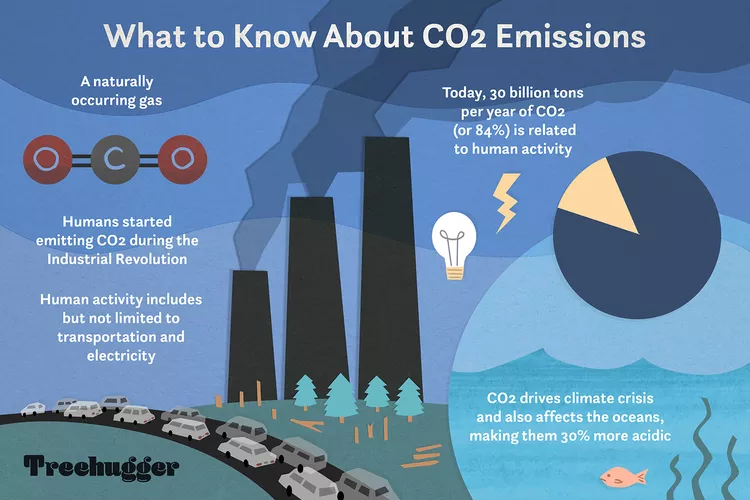 What to Know About CO2 Emissions
A naturally
occurring gas
O C O
Humans started
emitting CO2 during the
Industrial Revolution
Human activity includes
but not limited to
transportation and
electricity
Today, 30 billion tons
per year of CO2
(or 84%) is related
to human activity
CO2 drives climate crisis
and also affects the oceans,
making them 30% more acidic
Treehugger